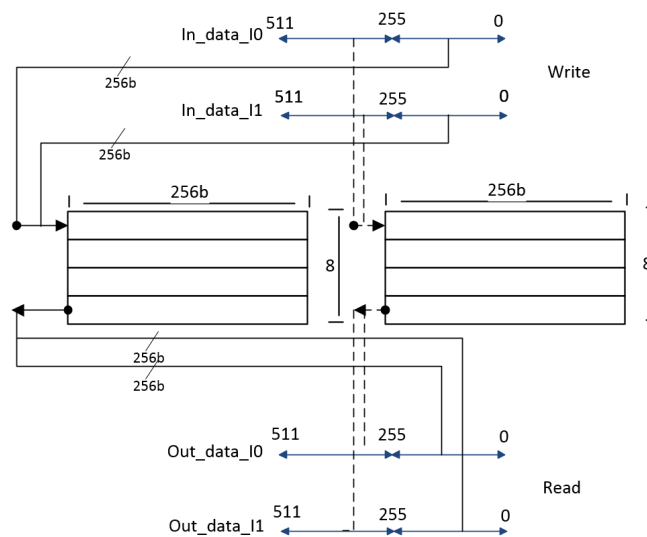 In_data_I0 511 255 0
256b
Write
In_data_I1 511 255 0
256b
256b 256b
8 8
256b
256b
Out_data_I0 511 255 0
Read
Out_data_I1 511 255 0